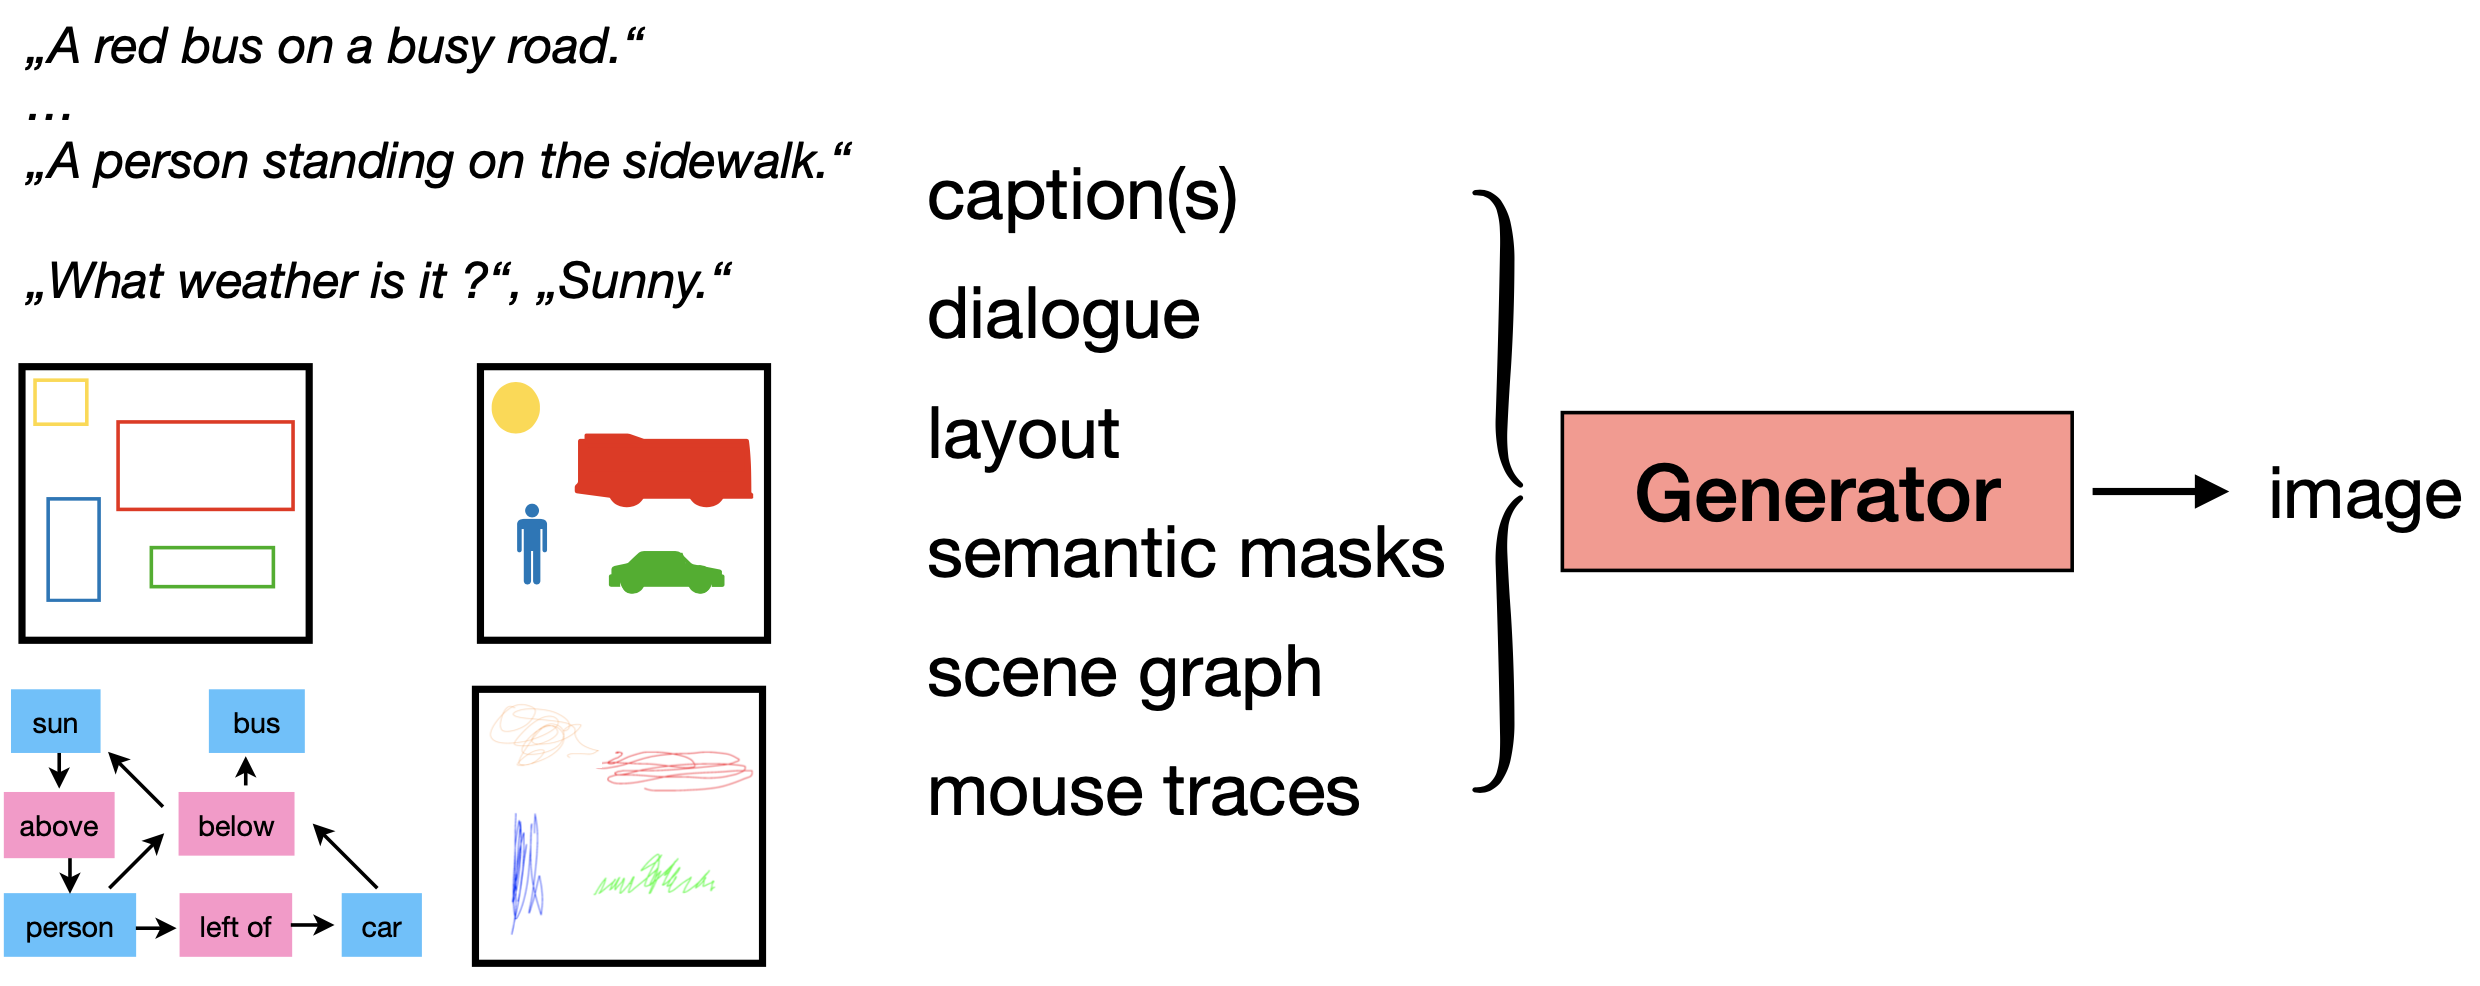 „A red bus on a busy road.“
...
„A person standing on the sidewalk.“
„What weather is it ?“, „Sunny.“
sun
bus
above
below
person
left of
car
caption(s)
dialogue
layout
semantic masks
scene graph
mouse traces
Generator
image